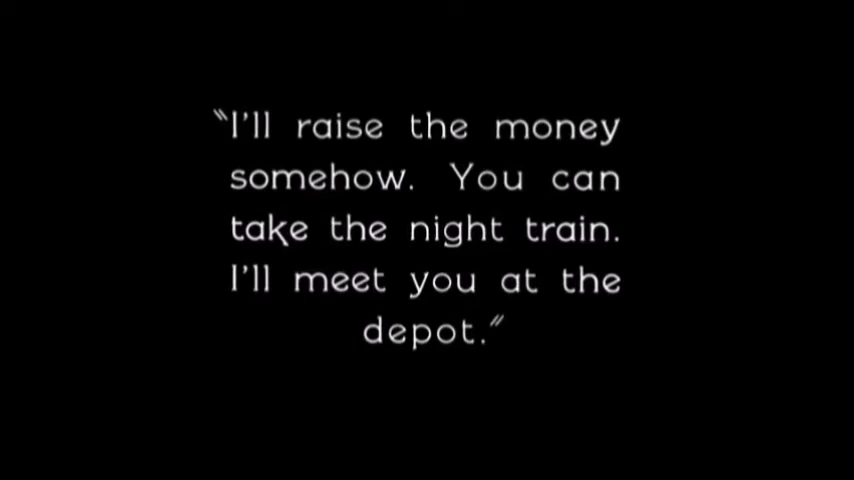 "I'll raise the money
somehow. You can
take the night train.
I'll meet you at the
depot."